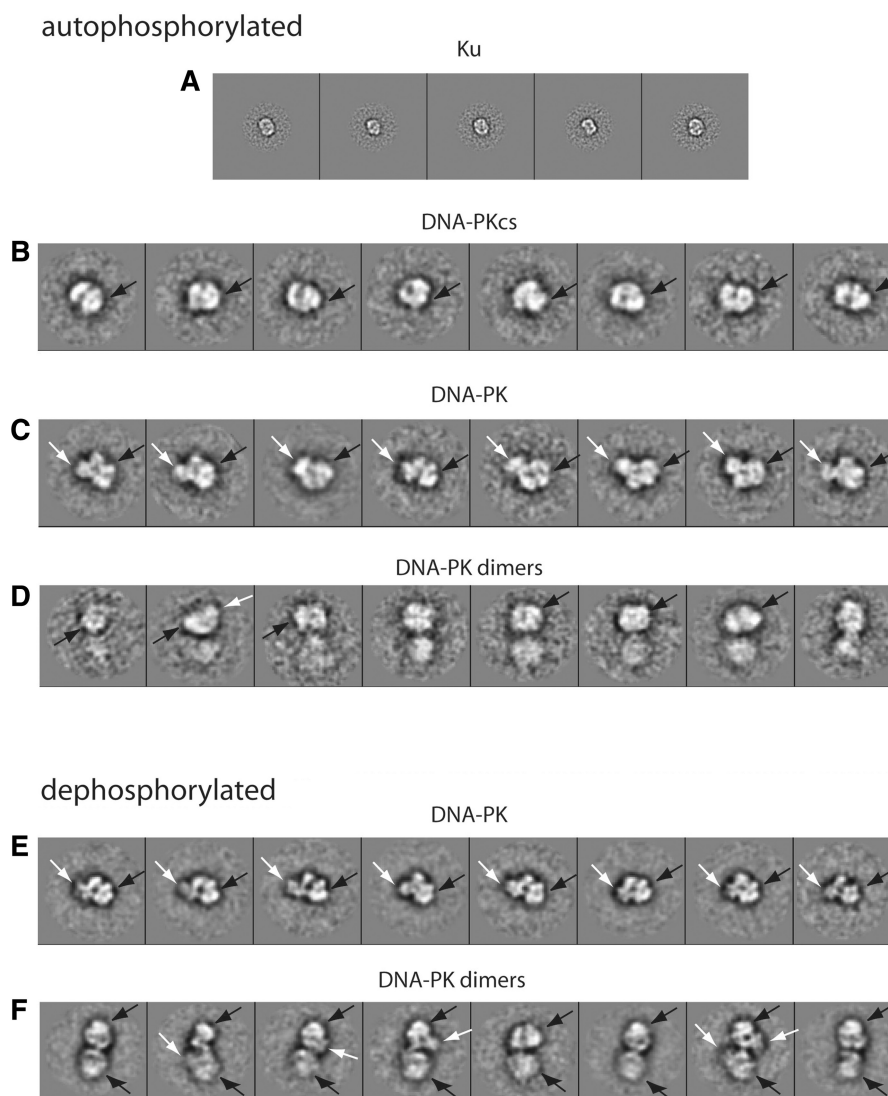 autophosphorylated
Ku
A
DNA-PKcs
B
DNA-PK
C
DNA-PK dimers
D
dephosphorylated
DNA-PK
E
DNA-PK dimers
F